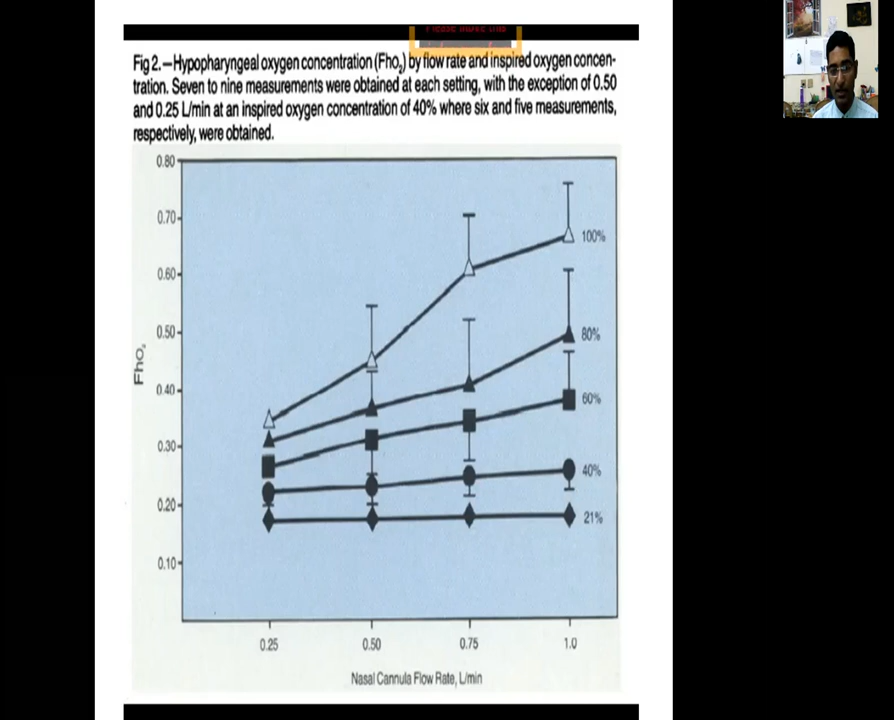 Please move this
Fig 2.—Hypopharyngeal oxygen concentration (Fho₂) by flow rate and inspired oxygen concen-
tration. Seven to nine measurements were obtained at each setting, with the exception of 0.50
and 0.25 L/min at an inspired oxygen concentration of 40% where six and five measurements,
respectively, were obtained.
0.80
0.70
100%
0.60
0.50
80%
FhO₂
0.40
60%
0.30
40%
0.20
21%
0.10
0.25 0.50 0.75 1.0
Nasal Cannula Flow Rate, L/min